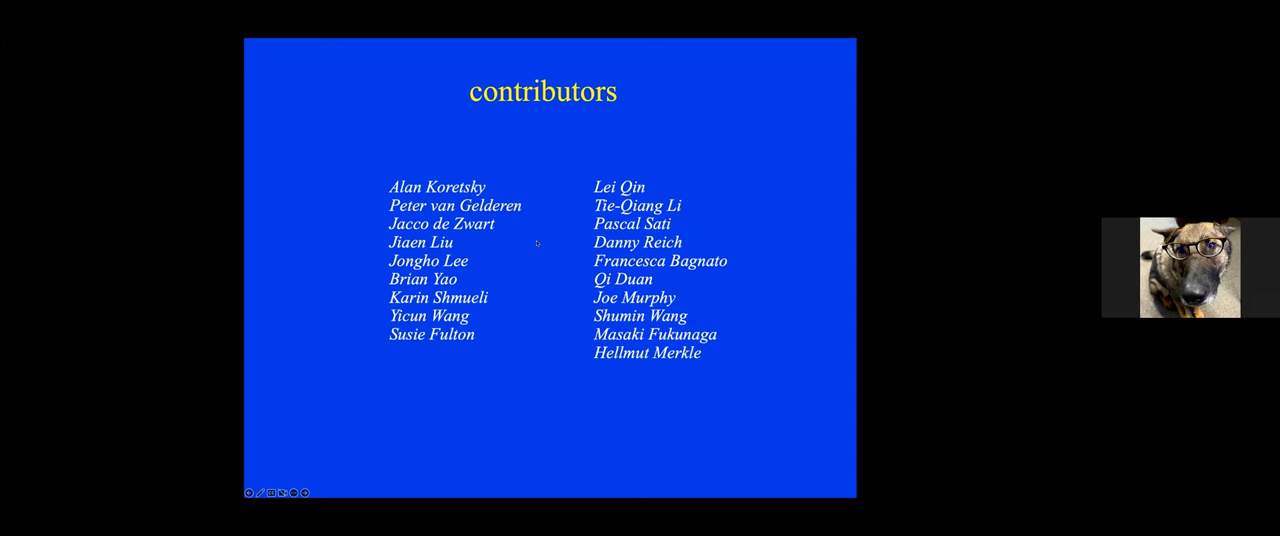 contributors
Alan Koretsky
Peter van Gelderen
Jacco de Zwart
Jiaen Liu
Jongho Lee
Brian Yao
Karin Shmueli
Yicun Wang
Susie Fulton
Lei Qin
Tie-Qiang Li
Pascal Sati
Danny Reich
Francesca Bagnato
Qi Duan
Joe Murphy
Shumin Wang
Masaki Fukunaga
Hellmut Merkle